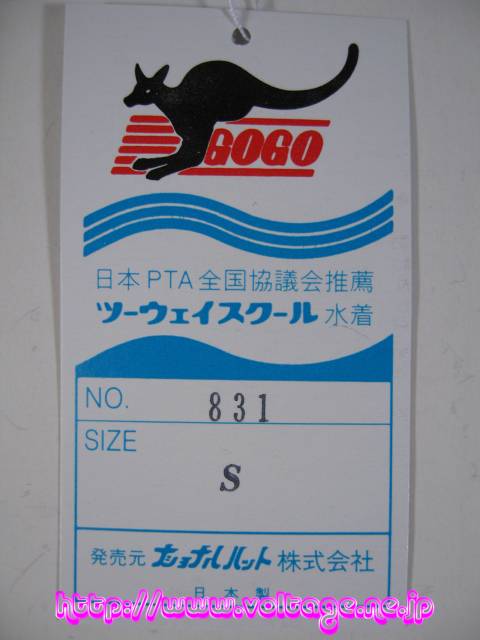 GOGO
日本PTA全国協議会推薦
ツーウェイスクール水着
NO. 831
SIZE
S
発売元 ナショナルハット株式会社
日本製
http://www.voltage.ne.jp